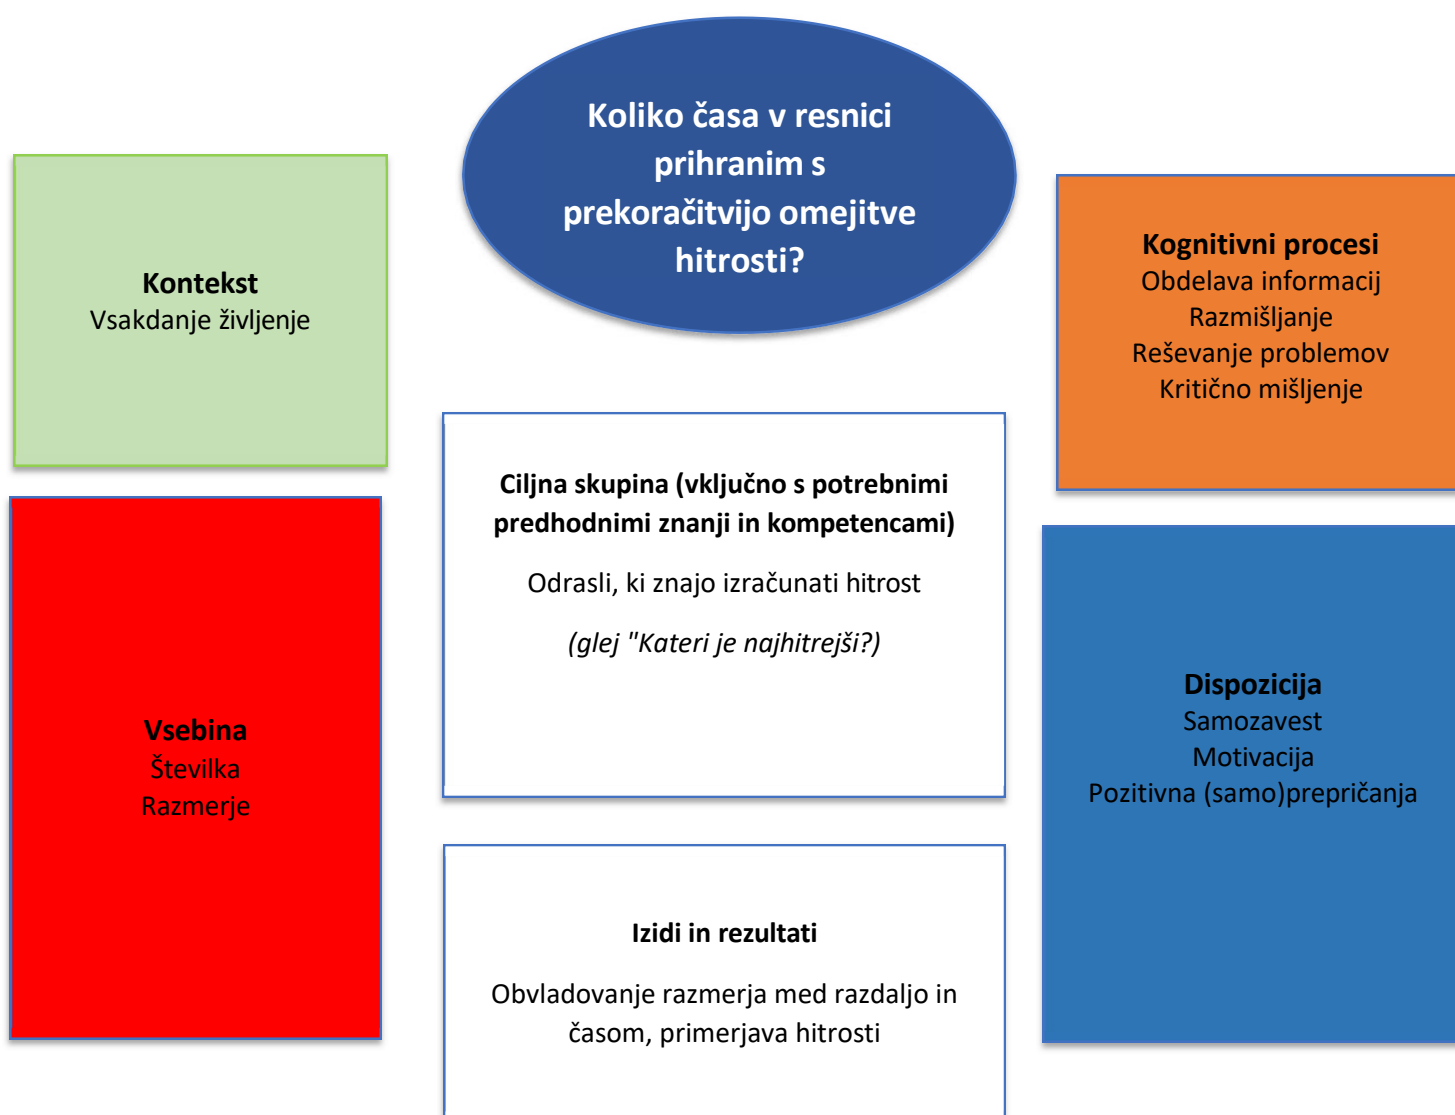 Koliko časa v resnici
prihranim s
prekoračitvijo omejitve
hitrosti?
Kontekst
Vsakdanje življenje
Kognitivni procesi
Obdelava informacij
Razmišljanje
Reševanje problemov
Kritično mišljenje
Ciljna skupina (vključno s potrebnimi
predhodnimi znanji in kompetencami)
Odrasli, ki znajo izračunati hitrost
(glej "Kateri je najhitrejši?)
Vsebina
Številka
Razmerje
Dispozicija
Samozavest
Motivacija
Pozitivna (samo)prepričanja
Izidi in rezultati
Obvladovanje razmerja med razdaljo in
časom, primerjava hitrosti